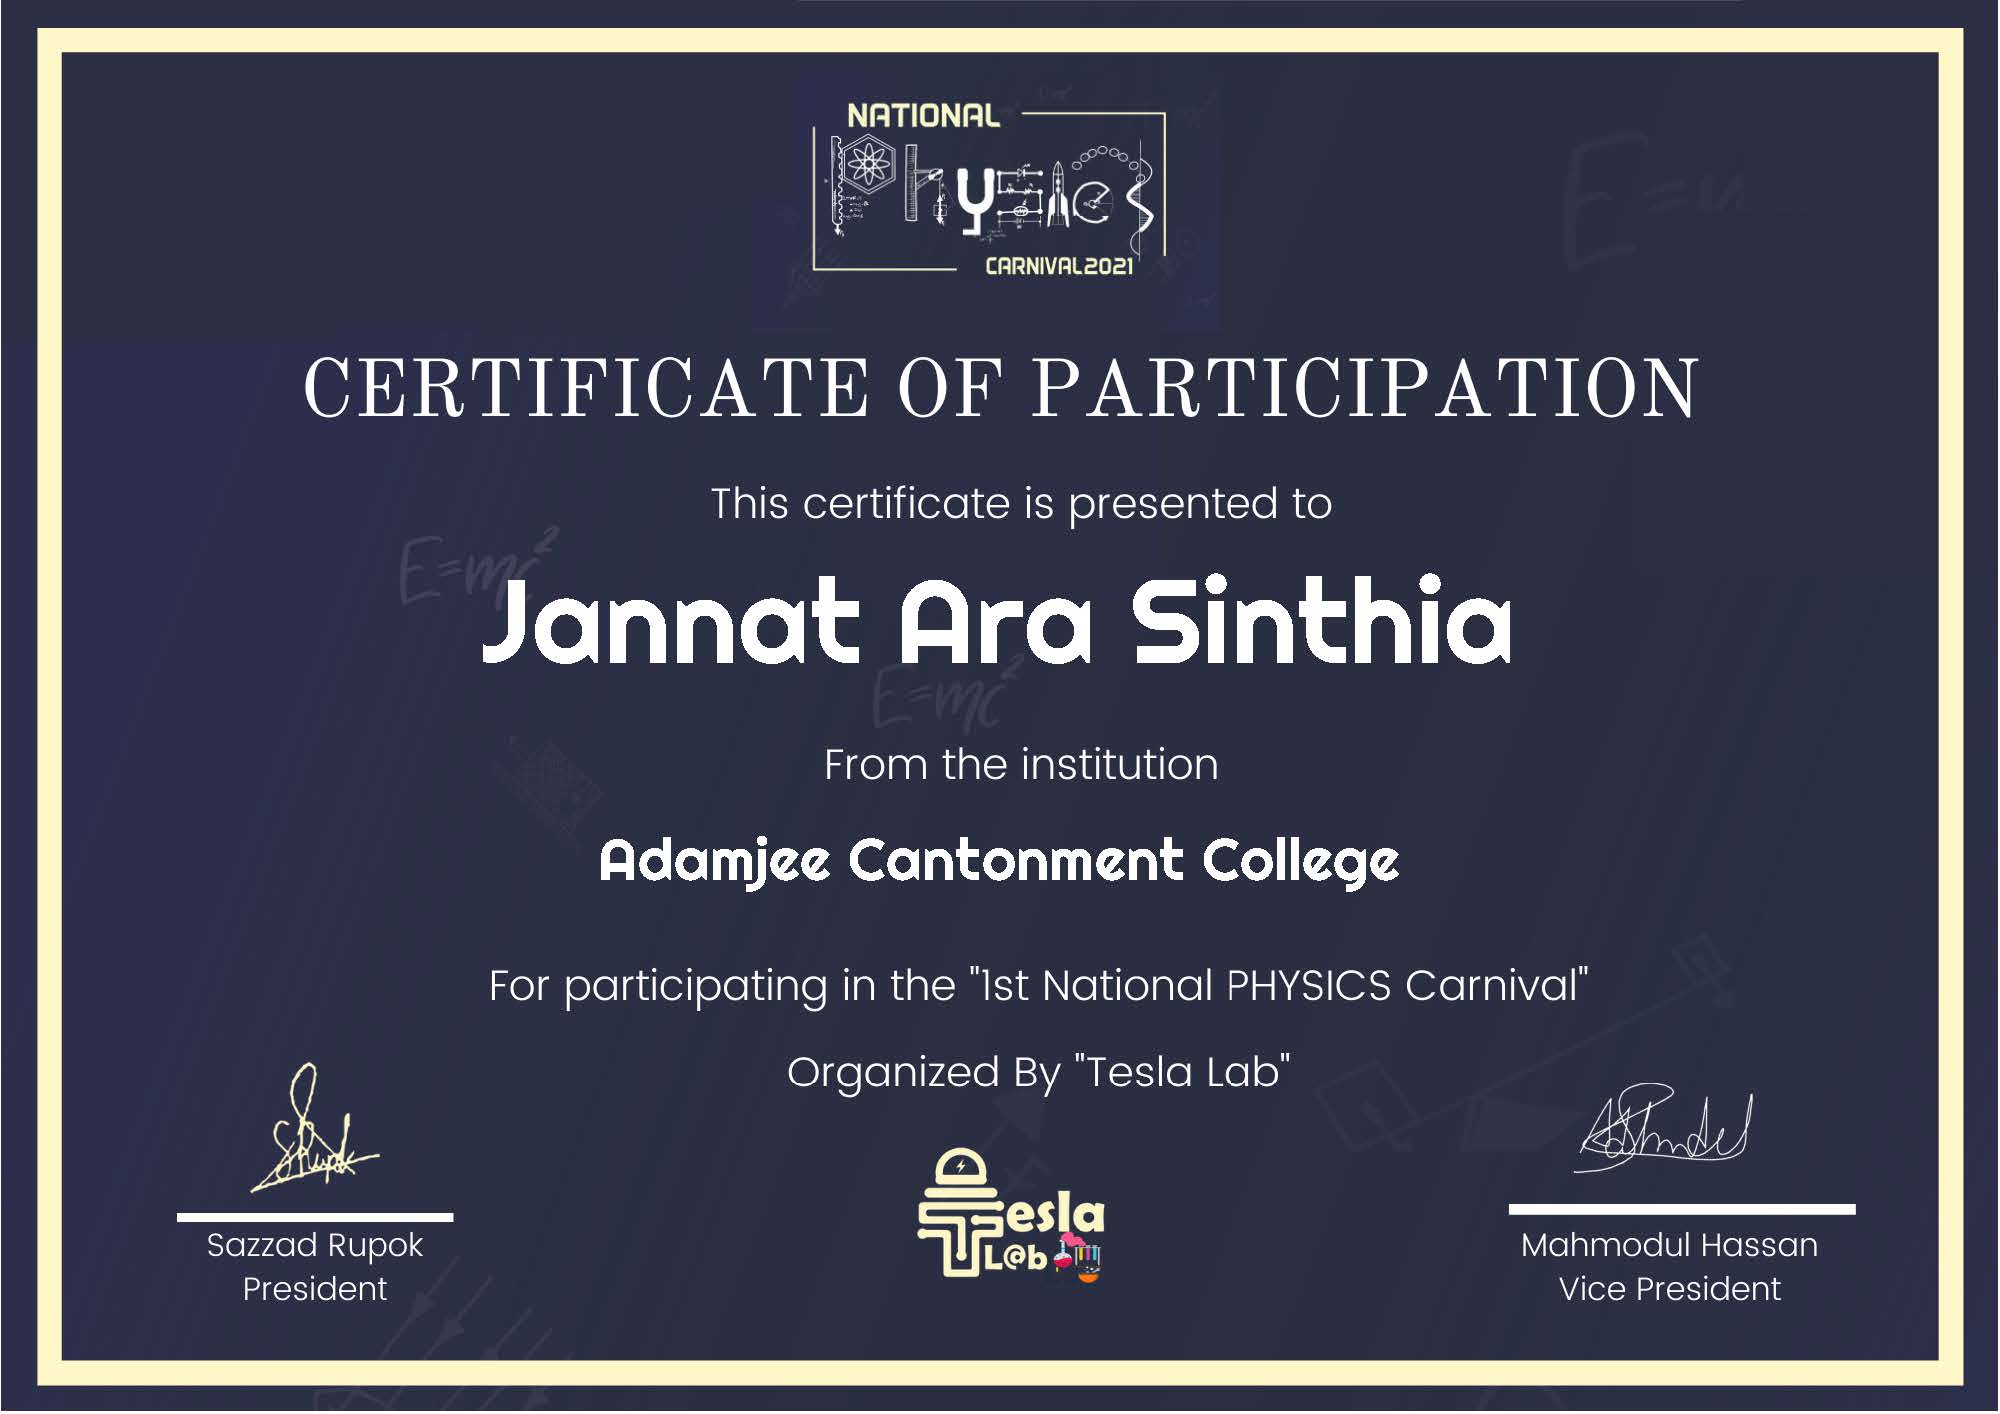 NATIONAL
Physics
CARNIVAL2021
CERTIFICATE OF PARTICIPATION
This certificate is presented to
E=mc²
Jannat Ara Sinthia
E=mc²
From the institution
Adamjee Cantonment College
For participating in the "1st National PHYSICS Carnival"
Organized By "Tesla Lab"
Tesla
L@b
Sazzad Rupok
President
Mahmodul Hassan
Vice President